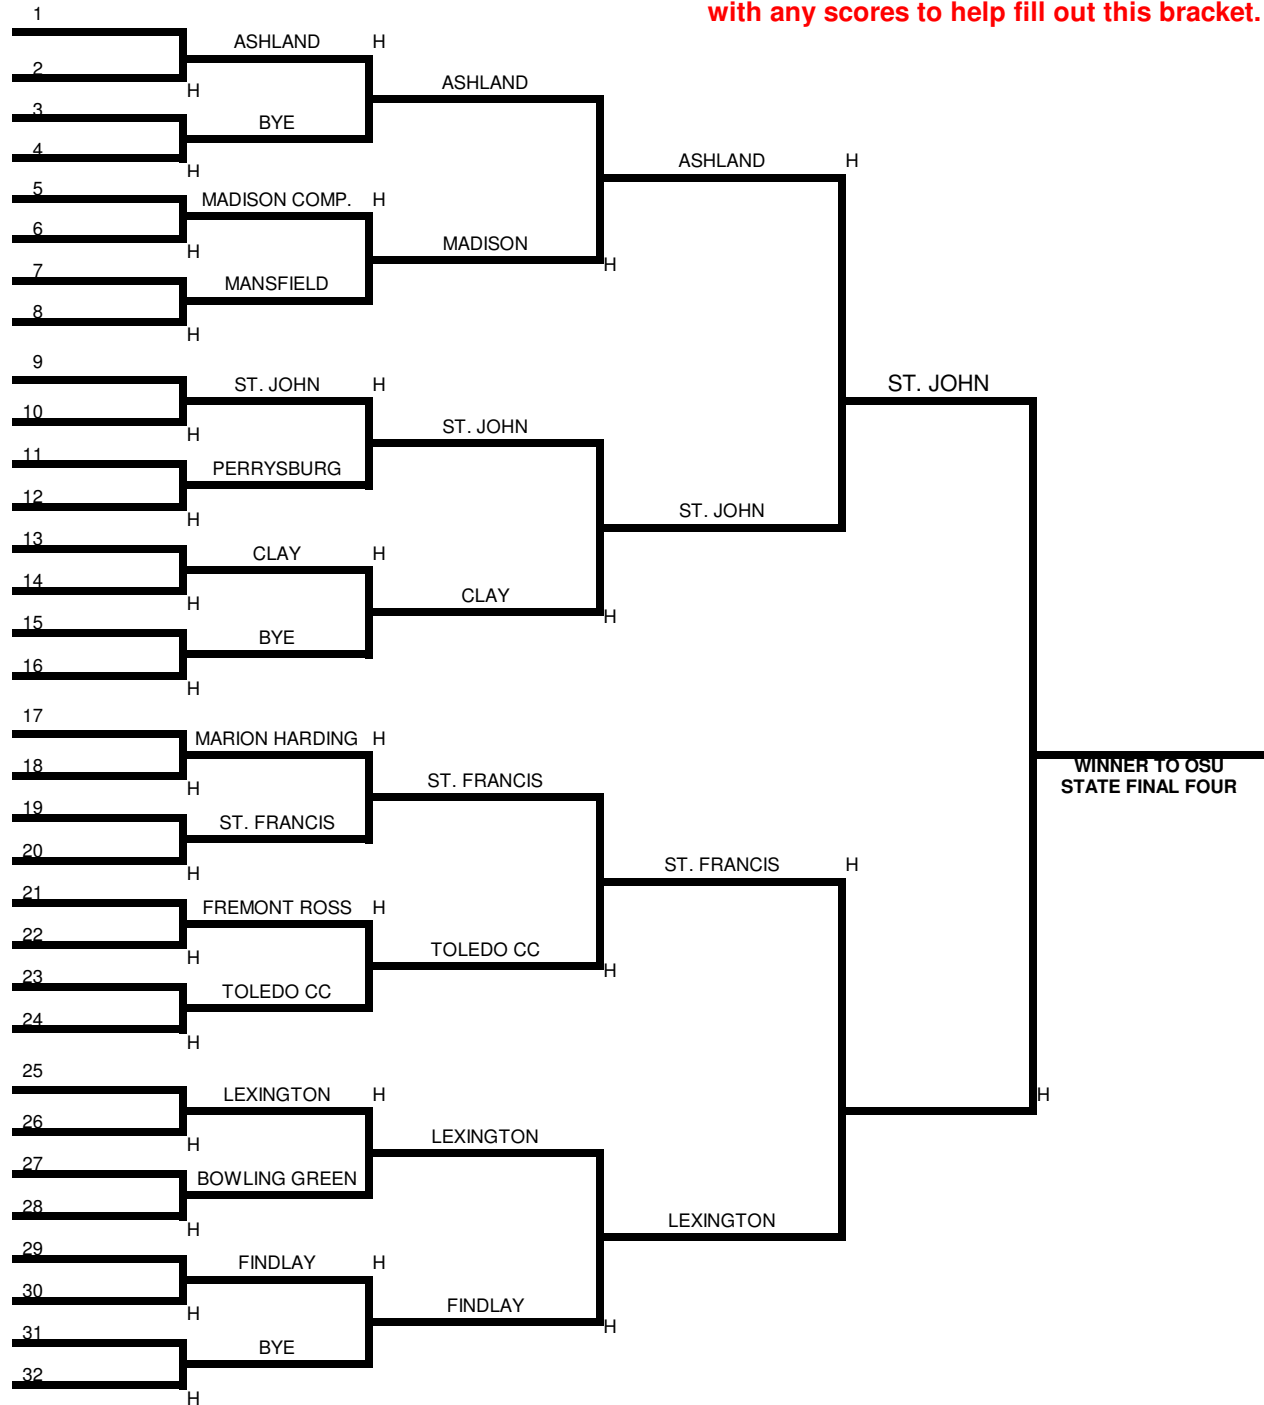 with any scores to help fill out this bracket.
1
ASHLAND H
2
H
ASHLAND
3
BYE
4
H
ASHLAND H
5
MADISON COMP. H
6
H
MADISON
H
7
MANSFIELD
8
H
9
ST. JOHN H
ST. JOHN
10
H
ST. JOHN
11
PERRYSBURG
12
H
ST. JOHN
13
CLAY H
14
H
CLAY
H
15
BYE
16
H
17
MARION HARDING H
18
H
ST. FRANCIS
WINNER TO OSU
STATE FINAL FOUR
19
ST. FRANCIS
20
H
ST. FRANCIS H
21
FREMONT ROSS H
22
H
TOLEDO CC
H
23
TOLEDO CC
24
H
25
LEXINGTON H
H
26
H
LEXINGTON
27
BOWLING GREEN
28
H
LEXINGTON
29
FINDLAY H
30
H
FINDLAY
H
31
BYE
32
H